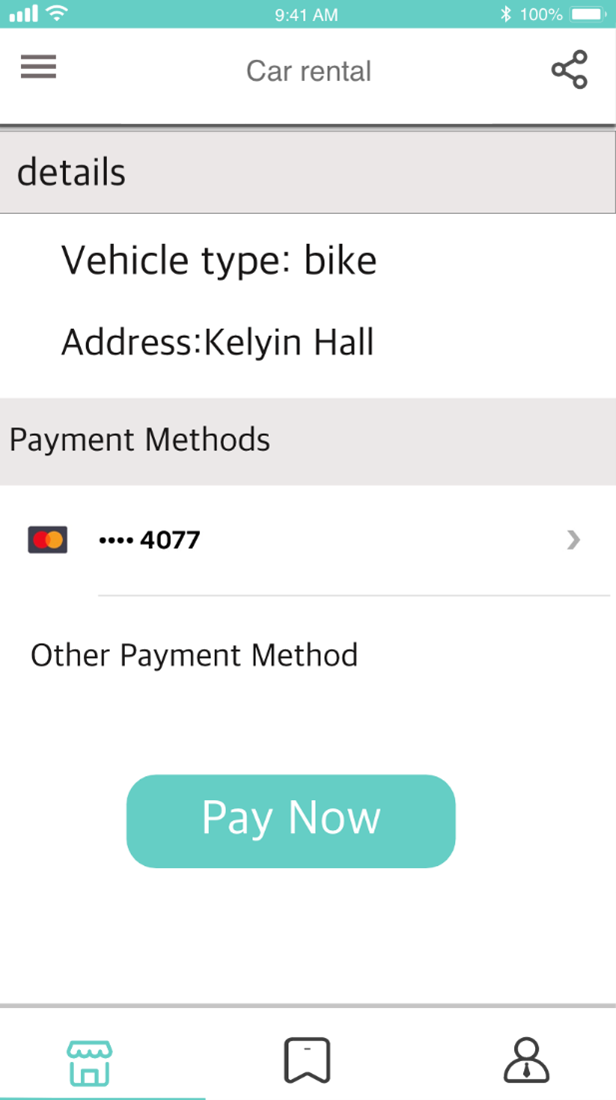 9:41 AM 100%
Car rental
details
Vehicle type: bike
Address:Kelyin Hall
Payment Methods
•••• 4077
Other Payment Method
Pay Now